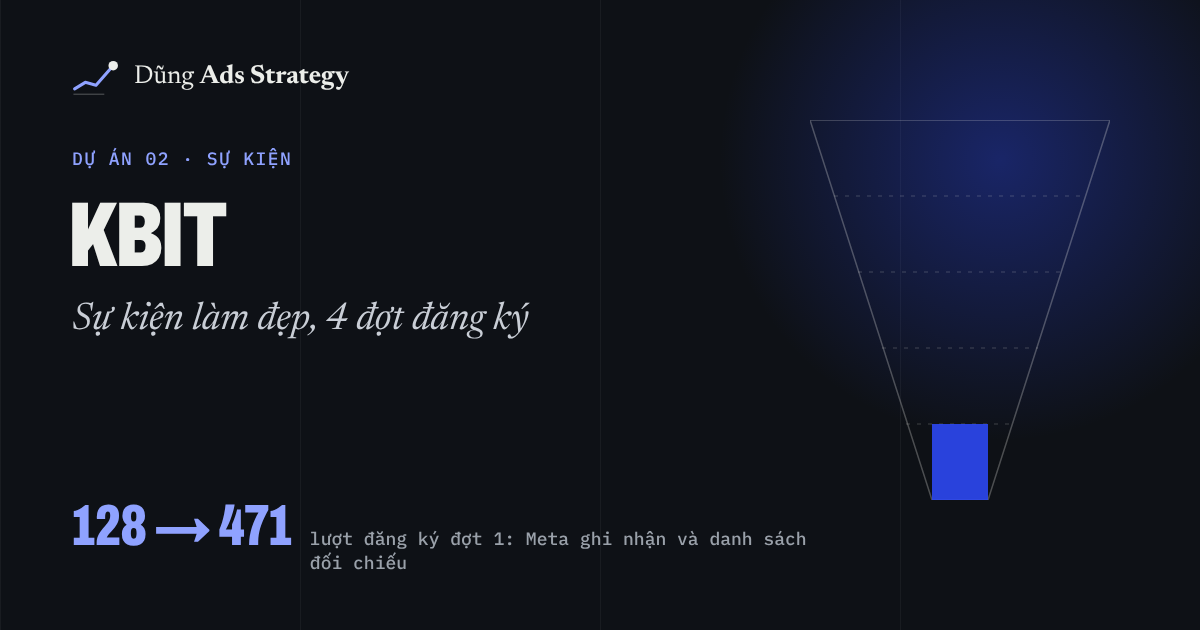 Dũng Ads Strategy
DỰ ÁN 02 · SỰ KIỆN
KBIT
Sự kiện làm đẹp, 4 đợt đăng ký
128 → 471
lượt đăng ký đợt 1: Meta ghi nhận và danh sách
đối chiếu